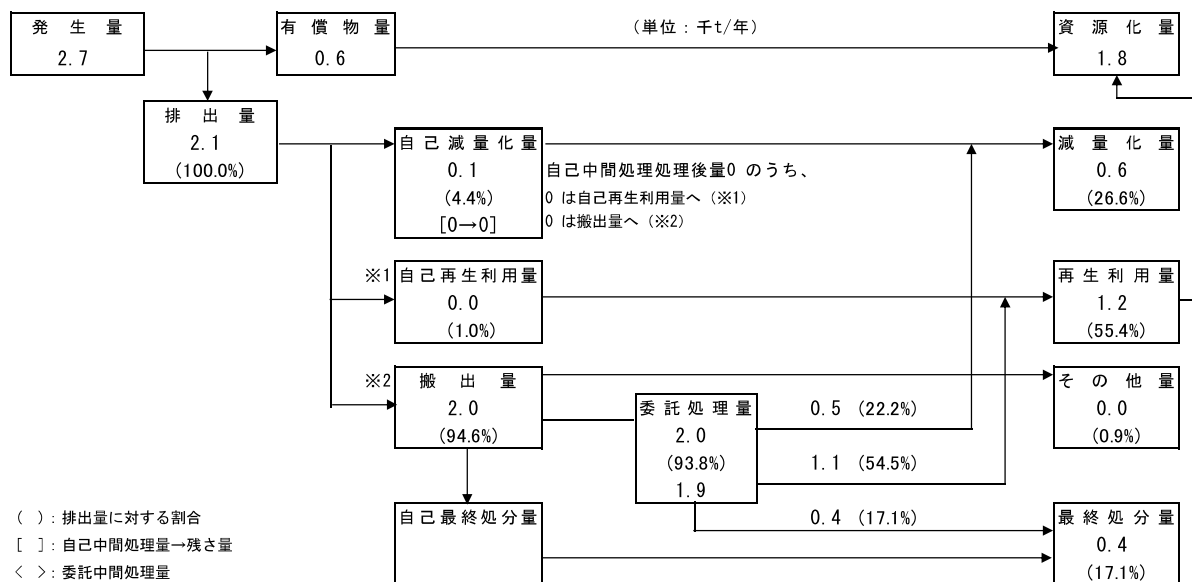 発生量
2.7
有償物量
0.6
(単位：千t/年)
資源化量
1.8
排出量
2.1
(100.0%)
自己減量化量
0.1
(4.4%)
[0→0]
自己中間処理処理後量0 のうち、
0 は自己再生利用量へ（※1）
0 は搬出量へ（※2）
減量化量
0.6
(26.6%)
※1
自己再生利用量
0.0
(1.0%)
再生利用量
1.2
(55.4%)
※2
搬出量
2.0
(94.6%)
委託処理量
2.0
(93.8%)
1.9
0.5 (22.2%)
1.1 (54.5%)
0.4 (17.1%)
その他量
0.0
(0.9%)
自己最終処分量
最終処分量
0.4
(17.1%)
( )：排出量に対する割合
[ ]：自己中間処理量→残さ量
< >：委託中間処理量